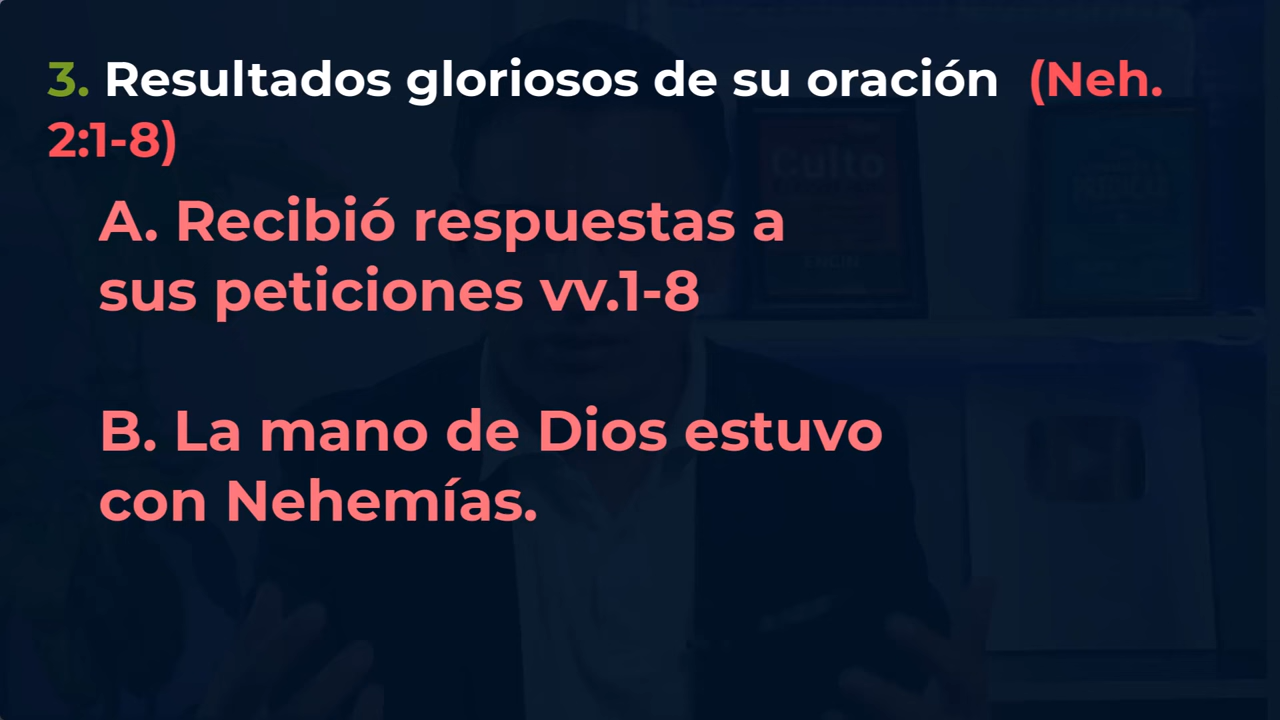 3. Resultados gloriosos de su oración (Neh.
2:1-8)
A. Recibió respuestas a
sus peticiones vv.1-8
B. La mano de Dios estuvo
con Nehemías.
Culto